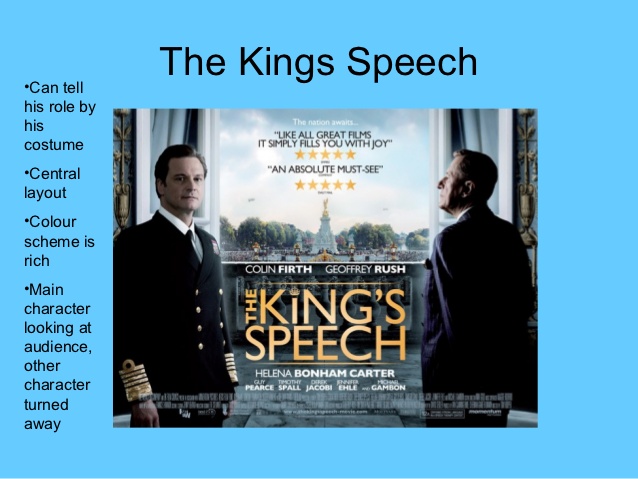 The Kings Speech
•Can tell
his role by
his
costume
•Central
layout
•Colour
scheme is
rich
•Main
character
looking at
audience,
other
character
turned
away
The nation awaits...
“LIKE ALL GREAT FILMS
IT SIMPLY FILLS YOU WITH JOY”
“AN ABSOLUTE MUST-SEE”
COLIN FIRTH GEOFFREY RUSH
THE KING'S
SPEECH
HELENA BONHAM CARTER
GUY PEARCE TIMOTHY SPALL DEREK JACOBI JENNIFER EHLE MICHAEL GAMBON
momentum